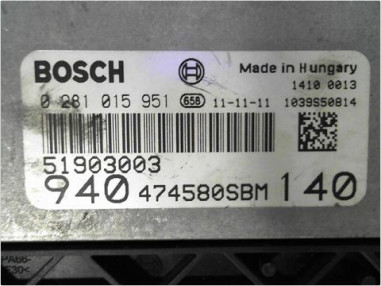 BOSCH Made in Hungary
1410 0013
0 281 015 951 658 11-11-11 1039S50814
51903003
940 474580SBM 140
PA66-